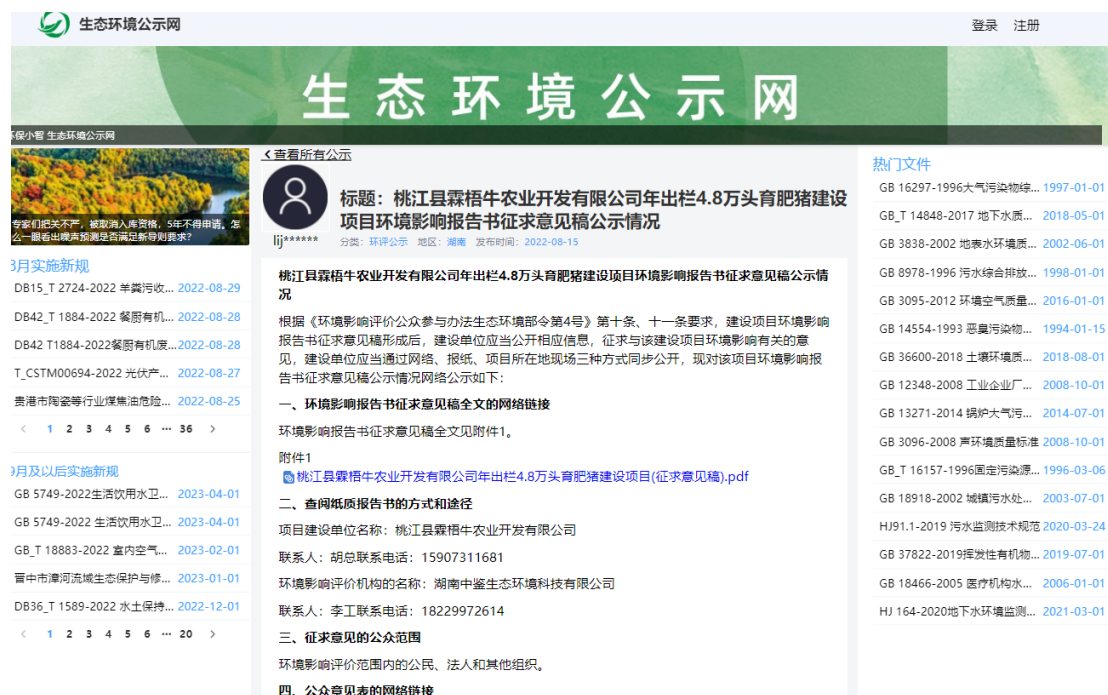 生态环境公示网
登录 注册
生态环境公示网
环保小智 生态环境公示网
专家们把关不严，被取消入库资格，5年不得申请。怎
么一眼看出噪声预测是否满足新导则要求？
8月实施新规
DB15_T 2724-2022 羊粪污收... 2022-08-29
DB42_T 1884-2022 餐厨有机... 2022-08-28
DB42 T1884-2022餐厨有机废... 2022-08-28
T_CSTM00694-2022 光伏产... 2022-08-27
贵港市陶瓷等行业煤焦油危险... 2022-08-25
< 1 2 3 4 5 6 ··· 36 >
9月及以后实施新规
GB 5749-2022生活饮用水卫... 2023-04-01
GB 5749-2022 生活饮用水卫... 2023-04-01
GB_T 18883-2022 室内空气... 2023-02-01
晋中市漳河流域生态保护与修... 2023-01-01
DB36_T 1589-2022 水土保持... 2022-12-01
< 1 2 3 4 5 6 ··· 20 >
查看所有公示
标题：桃江县霖梧牛农业开发有限公司年出栏4.8万头育肥猪建设
项目环境影响报告书征求意见稿公示情况
lij******
分类：环评公示 地区：湖南 发布时间：2022-08-15
桃江县霖梧牛农业开发有限公司年出栏4.8万头育肥猪建设项目环境影响报告书征求意见稿公示情
况
根据《环境影响评价公众参与办法生态环境部令第4号》第十条、十一条要求，建设项目环境影响
报告书征求意见稿形成后，建设单位应当公开相应信息，征求与该建设项目环境影响有关的意
见，建设单位应当通过网络、报纸、项目所在地现场三种方式同步公开，现对该项目环境影响报
告书征求意见稿公示情况网络公示如下：
一、环境影响报告书征求意见稿全文的网络链接
环境影响报告书征求意见稿全文见附件1。
附件1
桃江县霖梧牛农业开发有限公司年出栏4.8万头育肥猪建设项目(征求意见稿).pdf
二、查阅纸质报告书的方式和途径
项目建设单位名称：桃江县霖梧牛农业开发有限公司
联系人：胡总联系电话：15907311681
环境影响评价机构的名称：湖南中鉴生态环境科技有限公司
联系人：李工联系电话：18229972614
三、征求意见的公众范围
环境影响评价范围内的公民、法人和其他组织。
四、公众意见表的网络链接
热门文件
GB 16297-1996大气污染物综... 1997-01-01
GB_T 14848-2017 地下水质... 2018-05-01
GB 3838-2002 地表水环境质... 2002-06-01
GB 8978-1996 污水综合排放... 1998-01-01
GB 3095-2012 环境空气质量... 2016-01-01
GB 14554-1993 恶臭污染物... 1994-01-15
GB 36600-2018 土壤环境质... 2018-08-01
GB 12348-2008 工业企业厂... 2008-10-01
GB 13271-2014 锅炉大气污... 2014-07-01
GB 3096-2008 声环境质量标准 2008-10-01
GB_T 16157-1996固定污染源... 1996-03-06
GB 18918-2002 城镇污水处... 2003-07-01
HJ91.1-2019 污水监测技术规范 2020-03-24
GB 37822-2019挥发性有机物... 2019-07-01
GB 18466-2005 医疗机构水... 2006-01-01
HJ 164-2020地下水环境监测... 2021-03-01